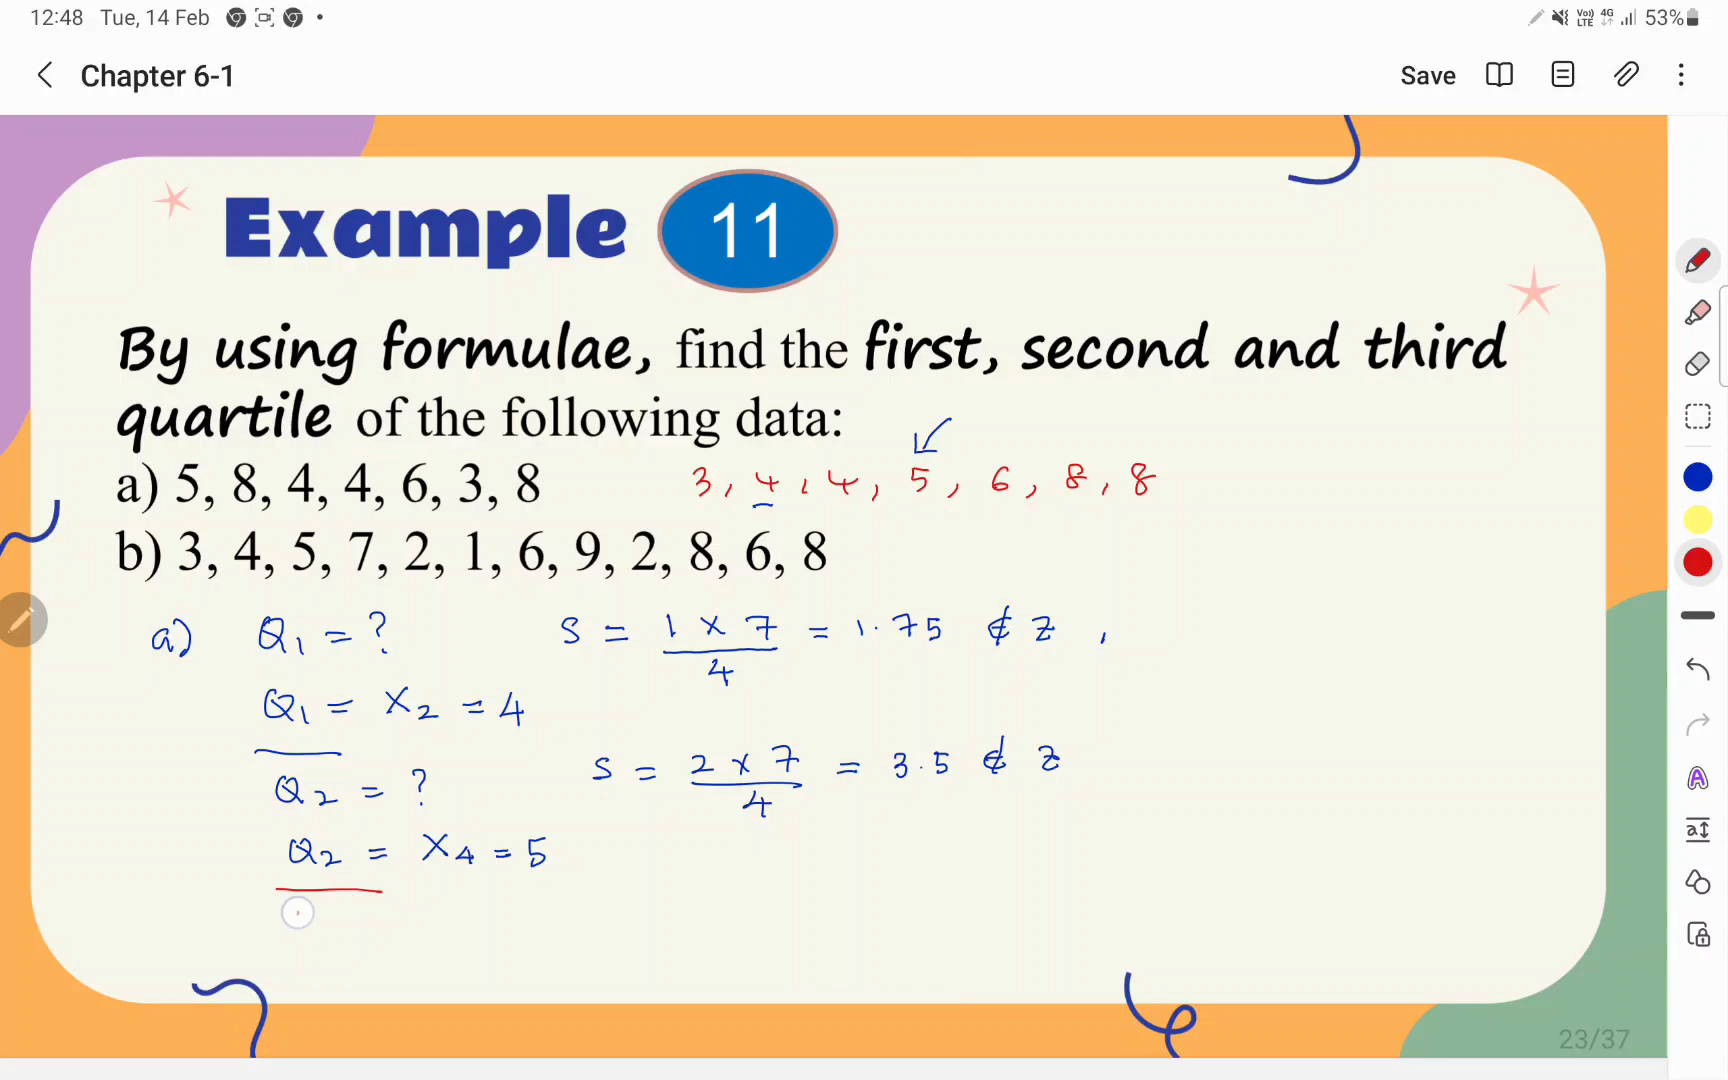 12:48 Tue, 14 Feb
Vo)) LTE 4G 53%
Chapter 6-1
Save
Example 11
By using formulae, find the first, second and third
quartile of the following data:
a) 5, 8, 4, 4, 6, 3, 8
3, 4, 4, 5, 6, 8, 8
b) 3, 4, 5, 7, 2, 1, 6, 9, 2, 8, 6, 8
a) Q₁ = ? S = 1 × 7 / 4 = 1.75 ∉ Z ,
Q₁ = X₂ = 4
S = 2 × 7 / 4 = 3.5 ∉ Z
Q₂ = ?
Q₂ = X₄ = 5
23/37